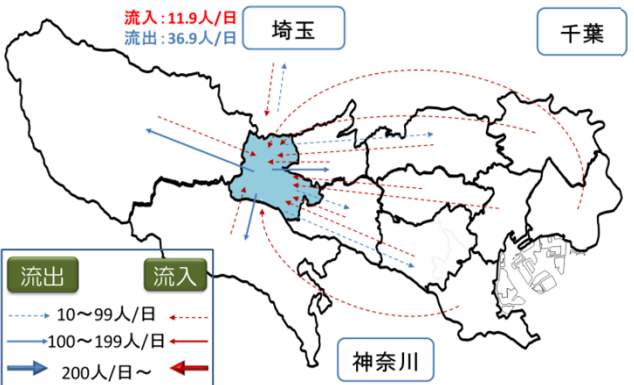 流入：11.9人/日
流出：36.9人/日
埼玉
千葉
流出 流入
10～99人/日
100～199人/日
200人/日～
神奈川